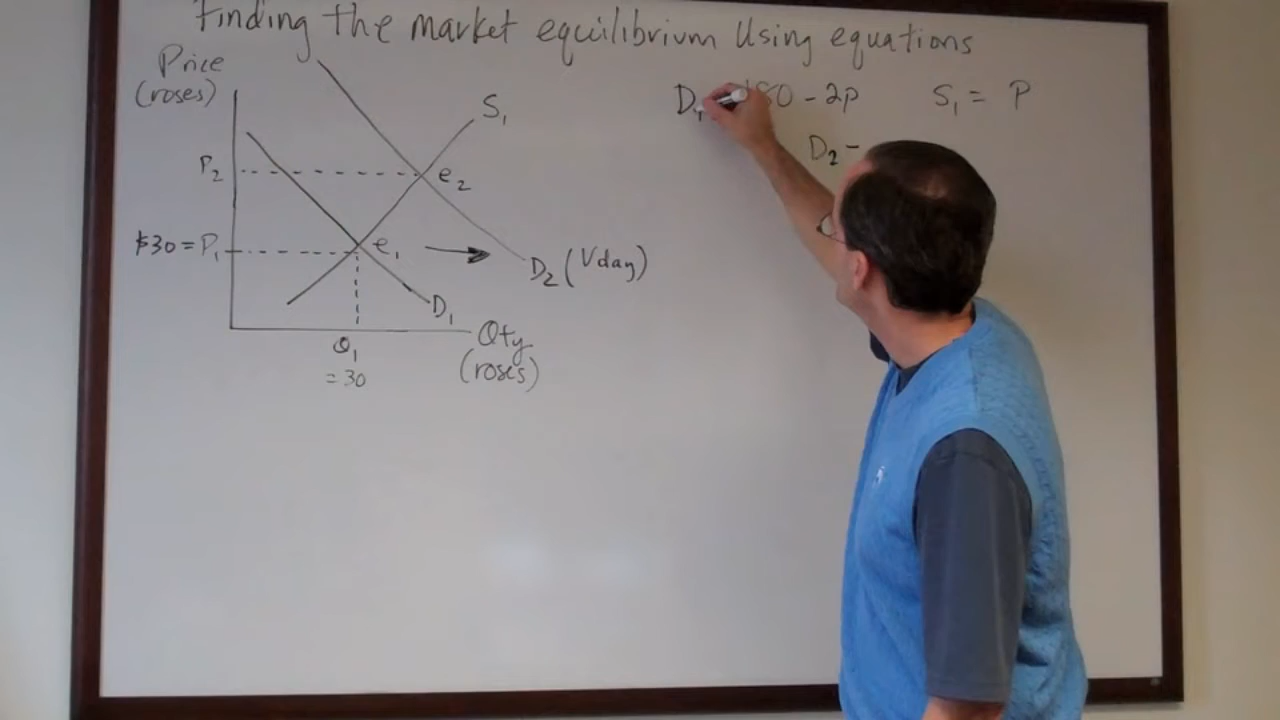 Finding the market equilibrium Using equations
Price
(roses)
D1 - 2p
S1 = P
D2 -
S1
P2
e2
$30 = P1
e1
D2 (Vday)
D1
Q1
= 30
Qty
(roses)